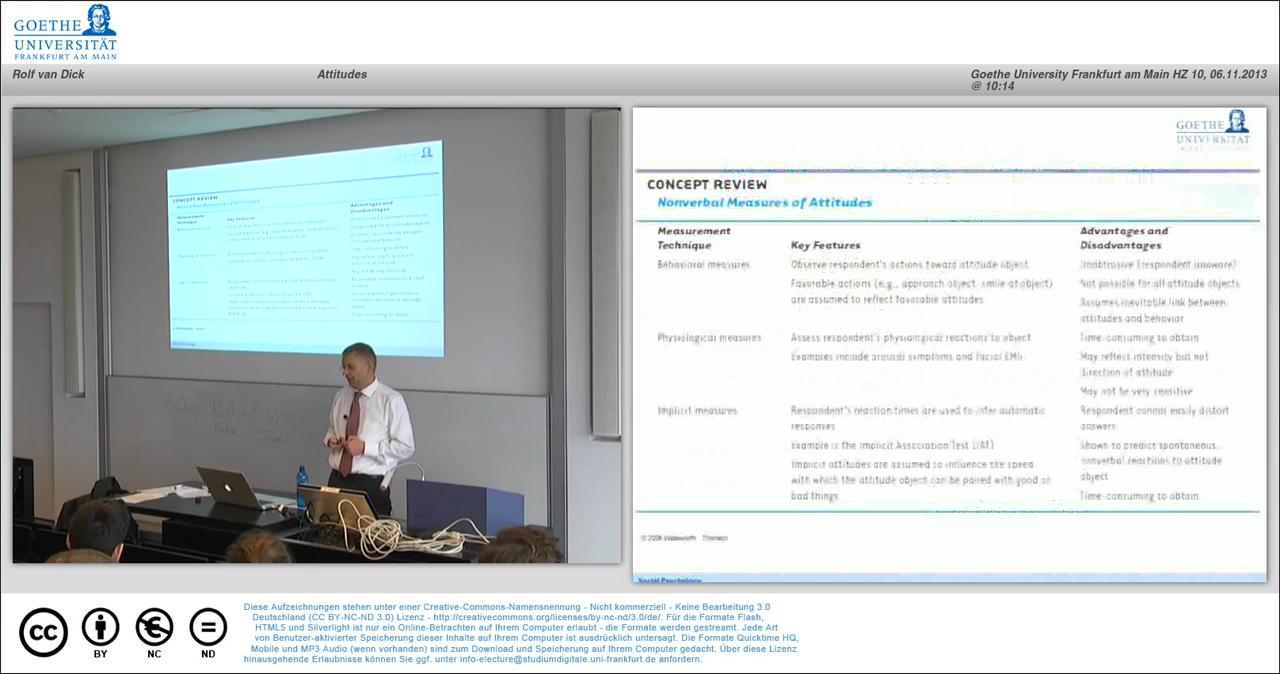 GOETHE
UNIVERSITÄT
FRANKFURT AM MAIN
Rolf van Dick
Attitudes
Goethe University Frankfurt am Main HZ 10, 06.11.2013
@ 10:14
CONCEPT REVIEW
Nonverbal Measures of Attitudes
Measurement
Technique
Key Features
Advantages and
Disadvantages
GOETHE
UNIVERSITÄT
CONCEPT REVIEW
Nonverbal Measures of Attitudes
Measurement
Technique
Key Features
Advantages and
Disadvantages
Behavioral measures
Observe respondent's actions toward attitude object
Favorable actions (e.g., approach object, smile at object)
are assumed to reflect favorable attitudes
Unobtrusive (respondent unaware)
Not possible for all attitude objects
Assumes inevitable link between
attitudes and behavior
Physiological measures
Assess respondent's physiological reactions to object
Examples include arousal symptoms and facial EMG
Time-consuming to obtain
May reflect intensity but not
direction of attitude
May not be very sensitive
Implicit measures
Respondent's reaction times are used to infer automatic
responses
Example is the Implicit Association Test (IAT)
Implicit attitudes are assumed to influence the speed
with which the attitude object can be paired with good or
bad things
Respondent cannot easily distort
answers
Shown to predict spontaneous,
nonverbal reactions to attitude
object
Time-consuming to obtain
Social Psychology
cc
BY
NC
ND
Diese Aufzeichnungen stehen unter einer Creative-Commons-Namensnennung - Nicht kommerziell - Keine Bearbeitung 3.0
Deutschland (CC BY-NC-ND 3.0) Lizenz - http://creativecommons.org/licenses/by-nc-nd/3.0/de/. Für die Formate Flash,
HTML5 und Silverlight ist nur ein Online-Betrachten auf Ihrem Computer erlaubt - die Formate werden gestreamt. Jede Art
von Benutzer-aktivierter Speicherung dieser Inhalte auf Ihrem Computer ist ausdrücklich untersagt. Die Formate Quicktime HQ,
Mobile und MP3 Audio (wenn vorhanden) sind zum Download und Speicherung auf Ihrem Computer gedacht. Über diese Lizenz
hinausgehende Erlaubnisse können Sie ggf. unter info-electure@studiumdigitale.uni-frankfurt.de anfordern.